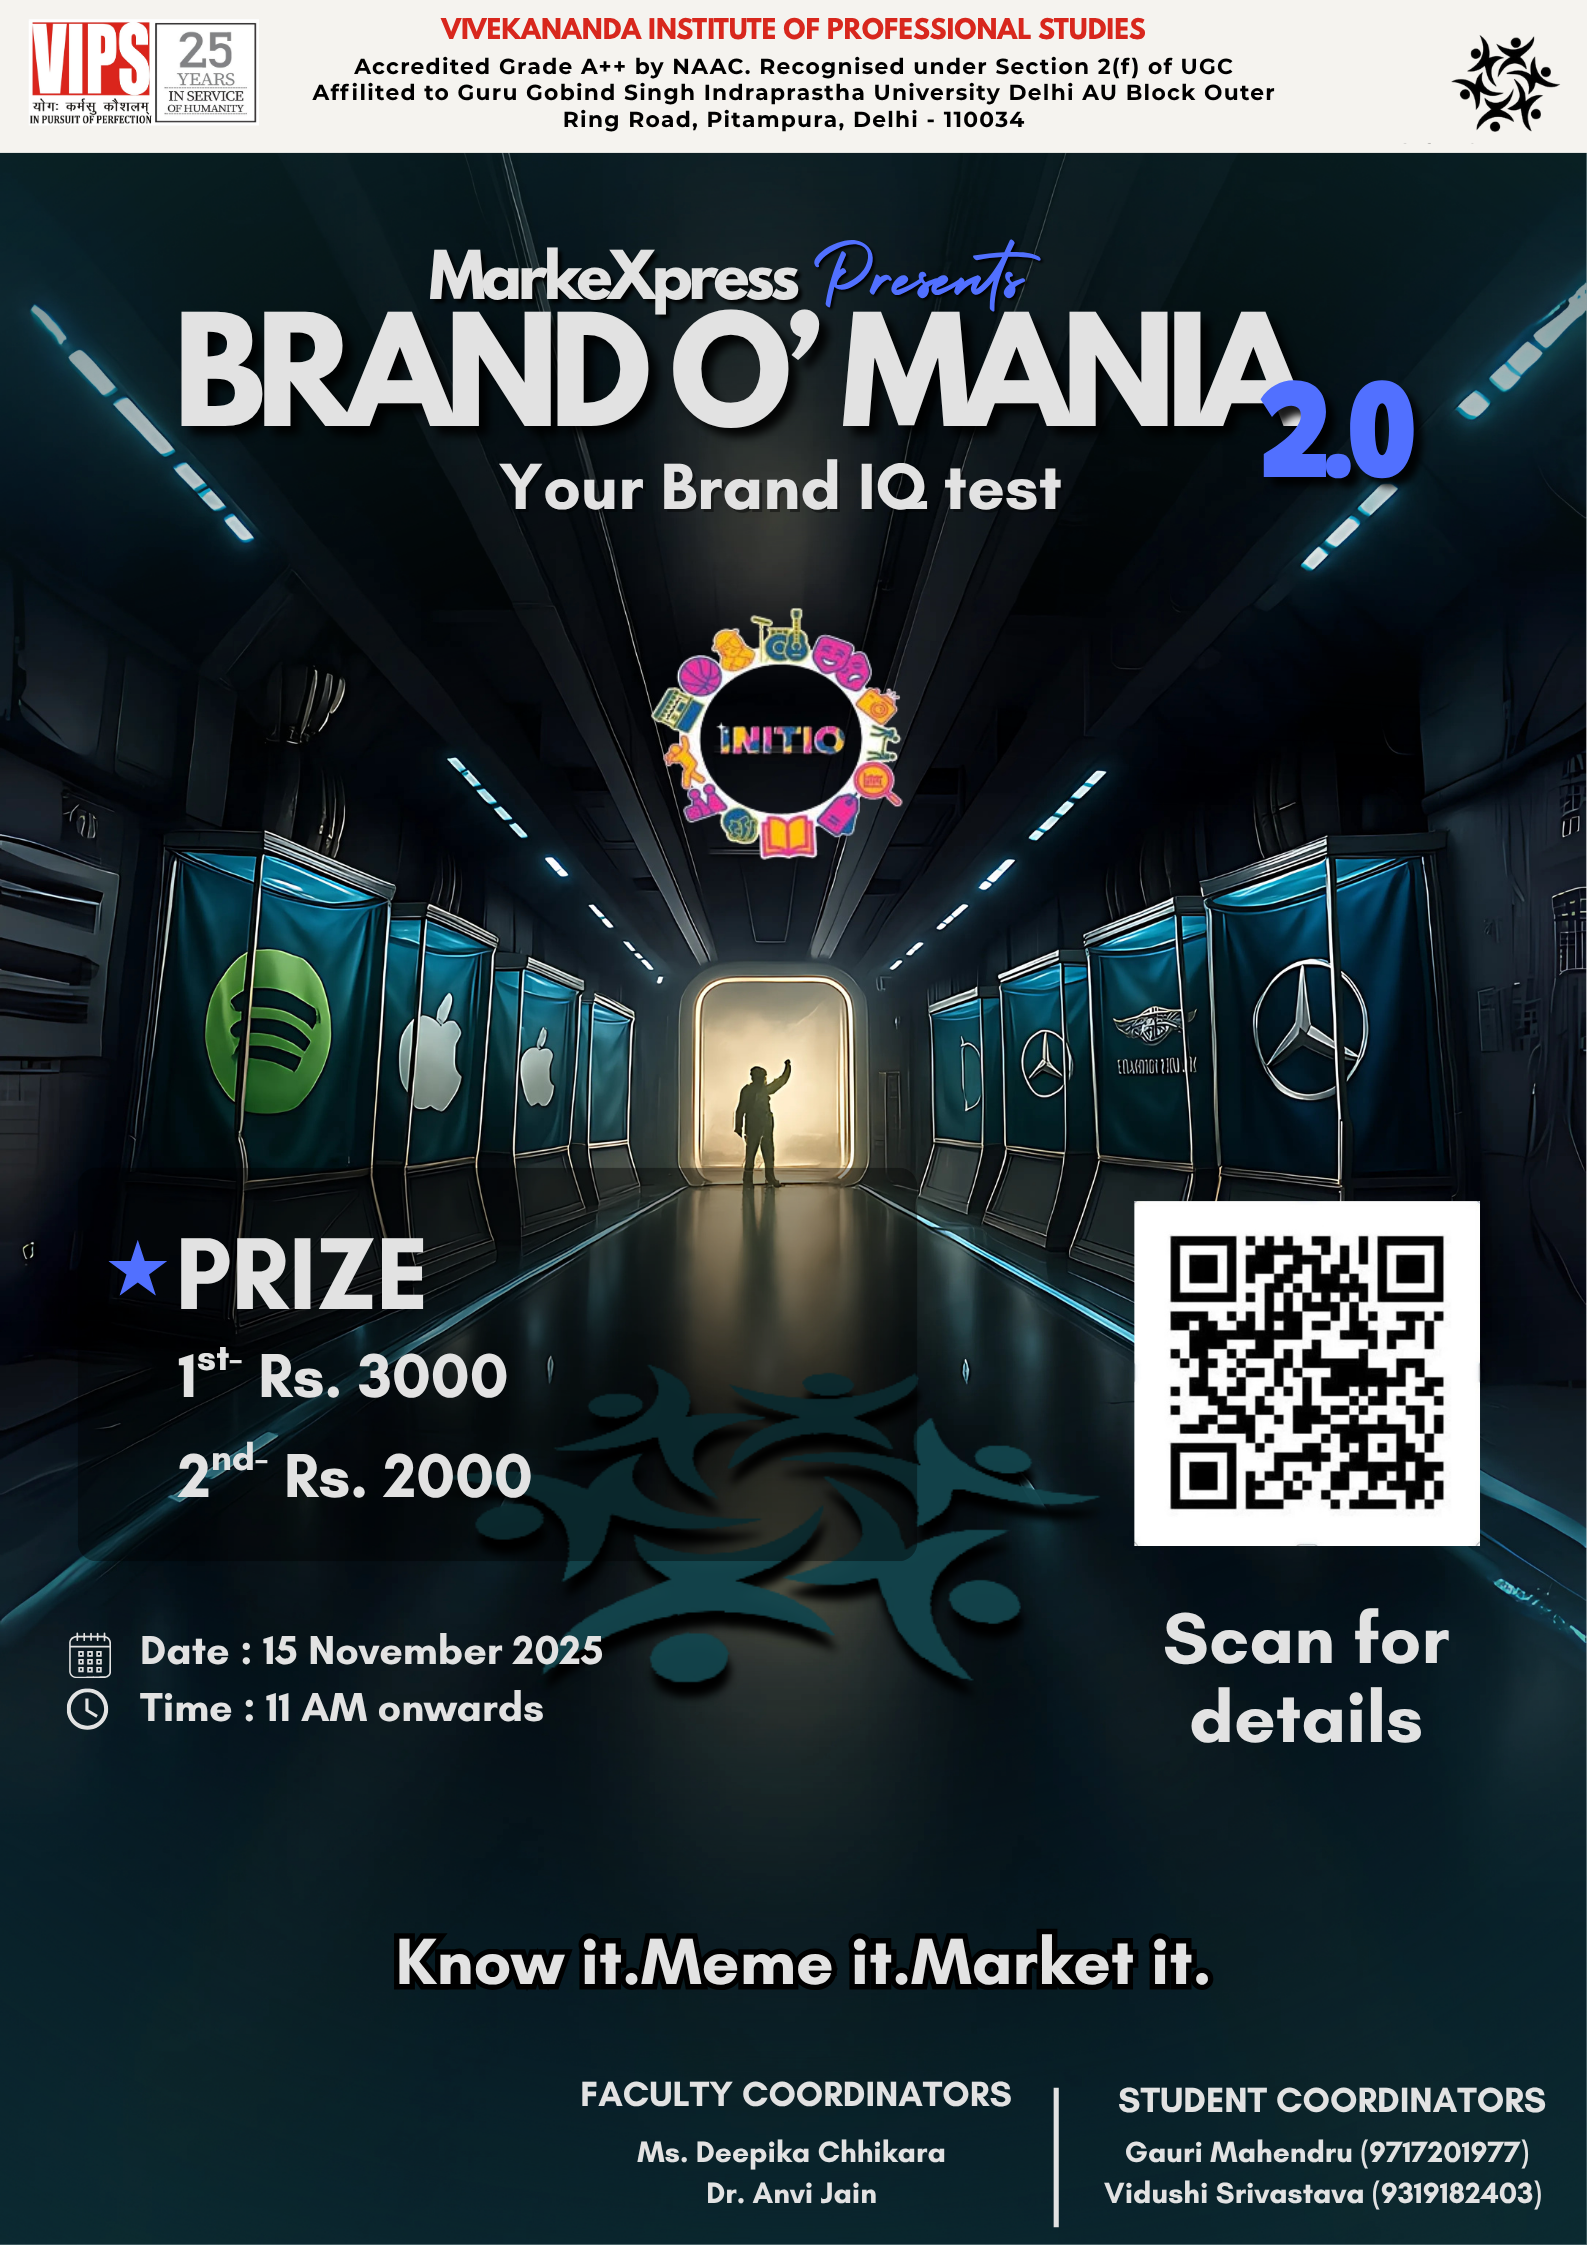 VIPS
योगः कर्मसु कौशलम्
IN PURSUIT OF PERFECTION
25
YEARS
IN SERVICE
OF HUMANITY
VIVEKANANDA INSTITUTE OF PROFESSIONAL STUDIES
Accredited Grade A++ by NAAC. Recognised under Section 2(f) of UGC
Affilited to Guru Gobind Singh Indraprastha University Delhi AU Block Outer
Ring Road, Pitampura, Delhi - 110034
MarkeXpress Presents
BRAND O’ MANIA
2.0
Your Brand IQ test
INITIO
PRIZE
1st- Rs. 3000
2nd- Rs. 2000
Date : 15 November 2025
Time : 11 AM onwards
Scan for
details
Know it.Meme it.Market it.
FACULTY COORDINATORS
Ms. Deepika Chhikara
Dr. Anvi Jain
STUDENT COORDINATORS
Gauri Mahendru (9717201977)
Vidushi Srivastava (9319182403)